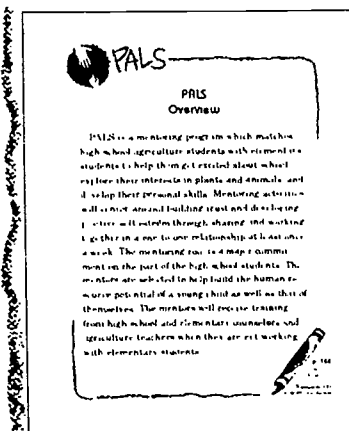 PALS
PALS
Overview
PALS is a mentoring program which matches
high school agriculture students with elementary
students to help them get excited about school
explore their interests in plants and animals and
develop their personal skills. Mentoring activities
will center around building trust and developing
positive self esteem through sharing and working
together in a one to one relationship at least once
a week. The mentoring role is a major commit
ment on the part of the high school students. The
mentors are selected to help build the human re
source potential of a young child as well as that of
themselves. The mentors will receive training
from high school and elementary counselors and
agriculture teachers when they are not working
with elementary students